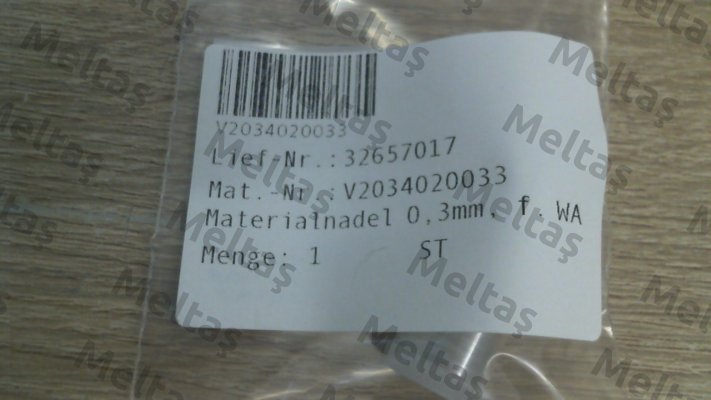 V2034020033
Lief-Nr.:32657017
Mat.-Nr.:V2034020033
Materialnadel 0,3mm, f. WA
Menge: 1 ST
Meltaş